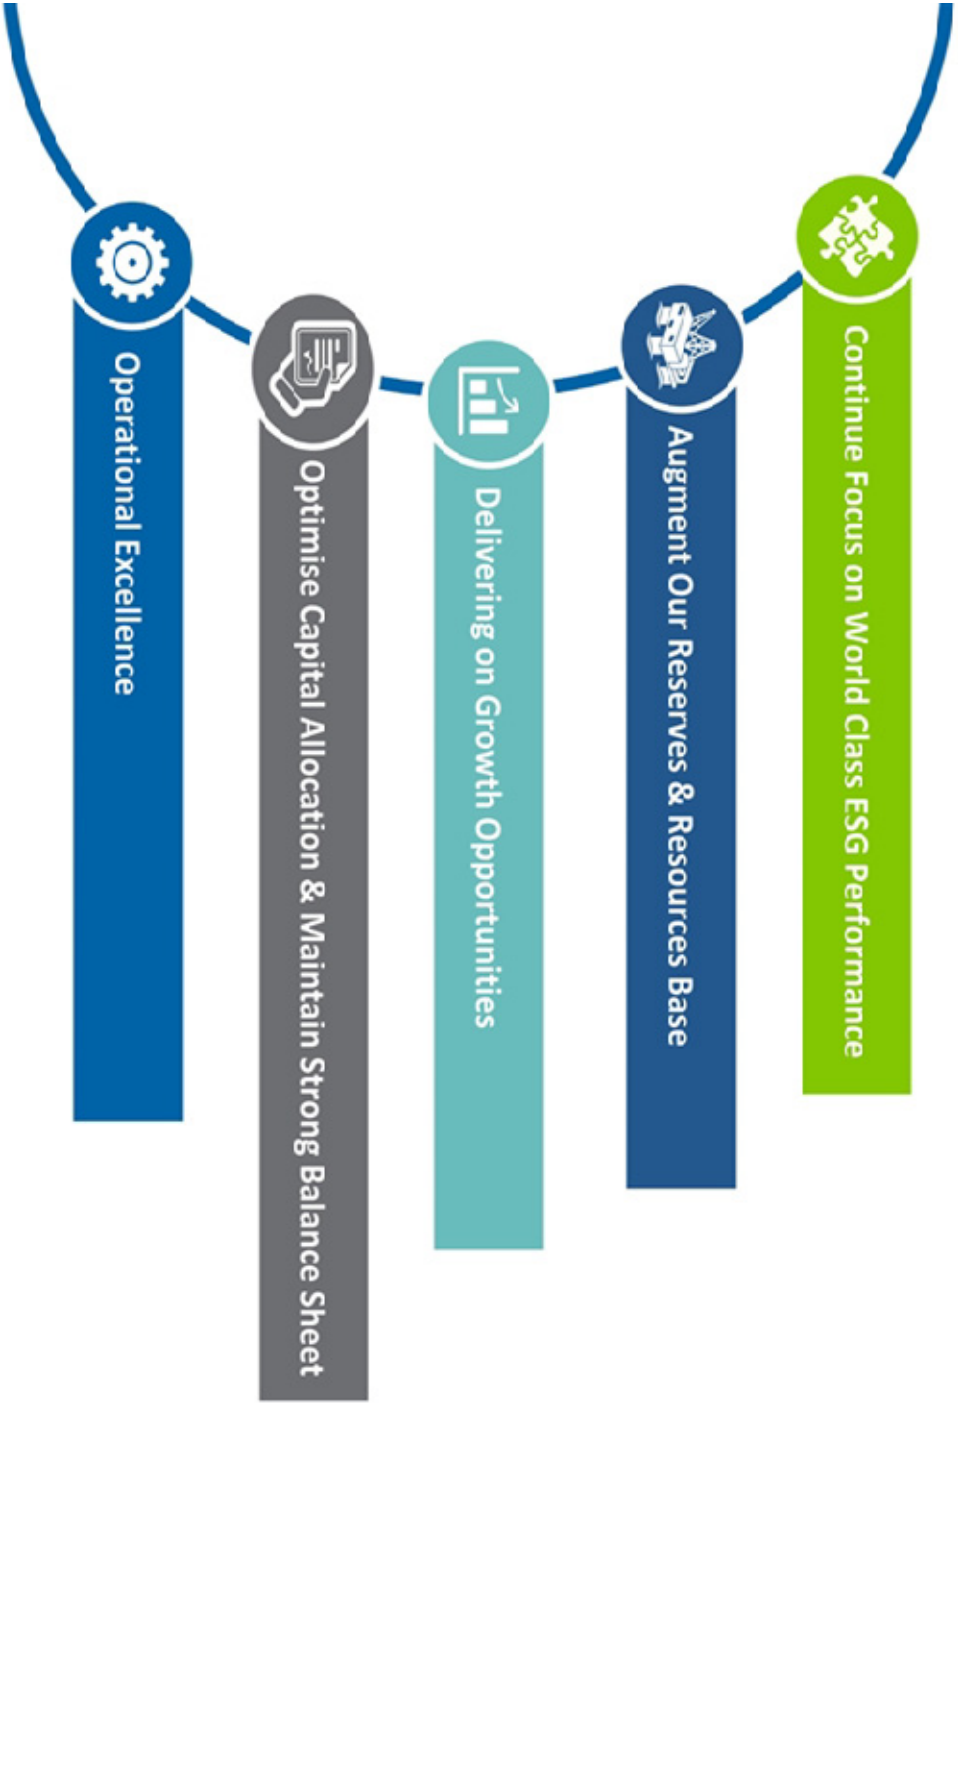 Continue Focus on World Class ESG Performance
Augment Our Reserves & Resources Base
Delivering on Growth Opportunities
Optimise Capital Allocation & Maintain Strong Balance Sheet
Operational Excellence